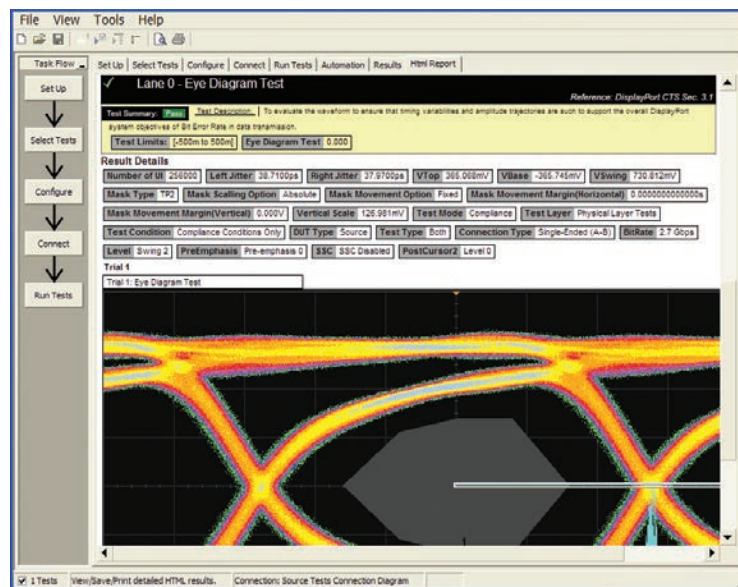 File View Tools Help
Task Flow
Set Up
Select Tests
Configure
Connect
Run Tests
Set Up Select Tests Configure Connect Run Tests Automation Results Html Report
Lane 0 - Eye Diagram Test
Reference: DisplayPort CTS Sec. 3.1
Test Summary: Pass Test Description: To evaluate the waveform to ensure that timing variabilities and amplitude trajectories are such to support the overall DisplayPort
system objectives of Bit Error Rate in data transmission.
Test Limits: [-500m to 500m] Eye Diagram Test 0.000
Result Details
Number of UI 256000 Left Jitter 38.7100ps Right Jitter 37.9700ps VTop 365.068mV VBase -365.745mV VSwing 730.812mV
Mask Type TP2 Mask Scalling Option Absolute Mask Movement Option Fixed Mask Movement Margin(Horizontal) 0.0000000000000s
Mask Movement Margin(Vertical) 0.000V Vertical Scale 126.981mV Test Mode Compliance Test Layer Physical Layer Tests
Test Condition Compliance Conditions Only DUT Type Source Test Type Both Connection Type Single-Ended (A-B) BitRate 2.7 Gbps
Level Swing 2 PreEmphasis Pre-emphasis 0 SSC SSC Disabled PostCursor2 Level 0
Trial 1
Trial 1: Eye Diagram Test
1
1 Tests View/Save/Print detailed HTML results. Connection: Source Tests Connection Diagram